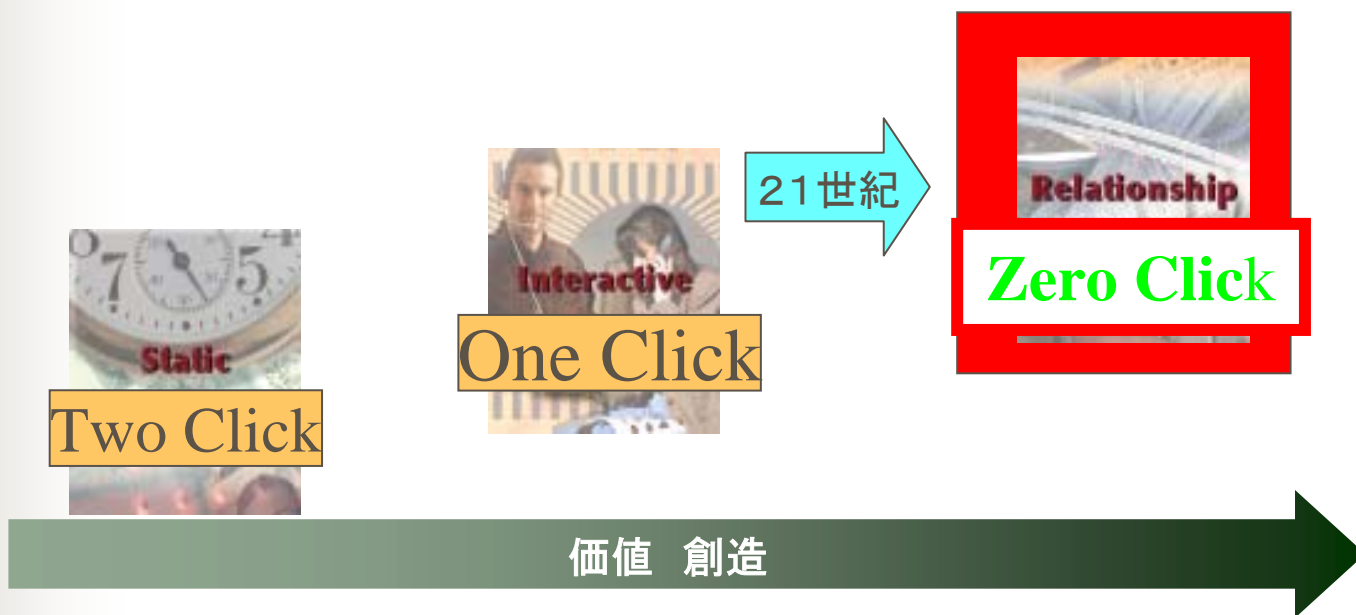 Static
Two Click
Interactive
One Click
２１世紀
Relationship
Zero Click
価値　創造